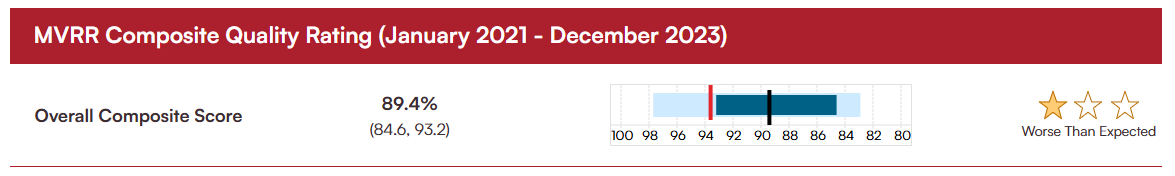 MVRR Composite Quality Rating (January 2021 - December 2023)
Overall Composite Score
89.4%
(84.6, 93.2)
100 98 96 94 92 90 88 86 84 82 80
Worse Than Expected